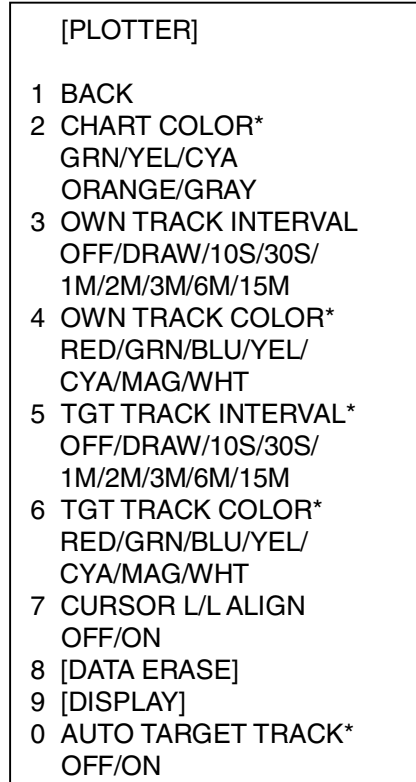 [PLOTTER]
1 BACK
2 CHART COLOR*
GRN/YEL/CYA
ORANGE/GRAY
3 OWN TRACK INTERVAL
OFF/DRAW/10S/30S/
1M/2M/3M/6M/15M
4 OWN TRACK COLOR*
RED/GRN/BLU/YEL/
CYA/MAG/WHT
5 TGT TRACK INTERVAL*
OFF/DRAW/10S/30S/
1M/2M/3M/6M/15M
6 TGT TRACK COLOR*
RED/GRN/BLU/YEL/
CYA/MAG/WHT
7 CURSOR L/L ALIGN
OFF/ON
8 [DATA ERASE]
9 [DISPLAY]
0 AUTO TARGET TRACK*
OFF/ON